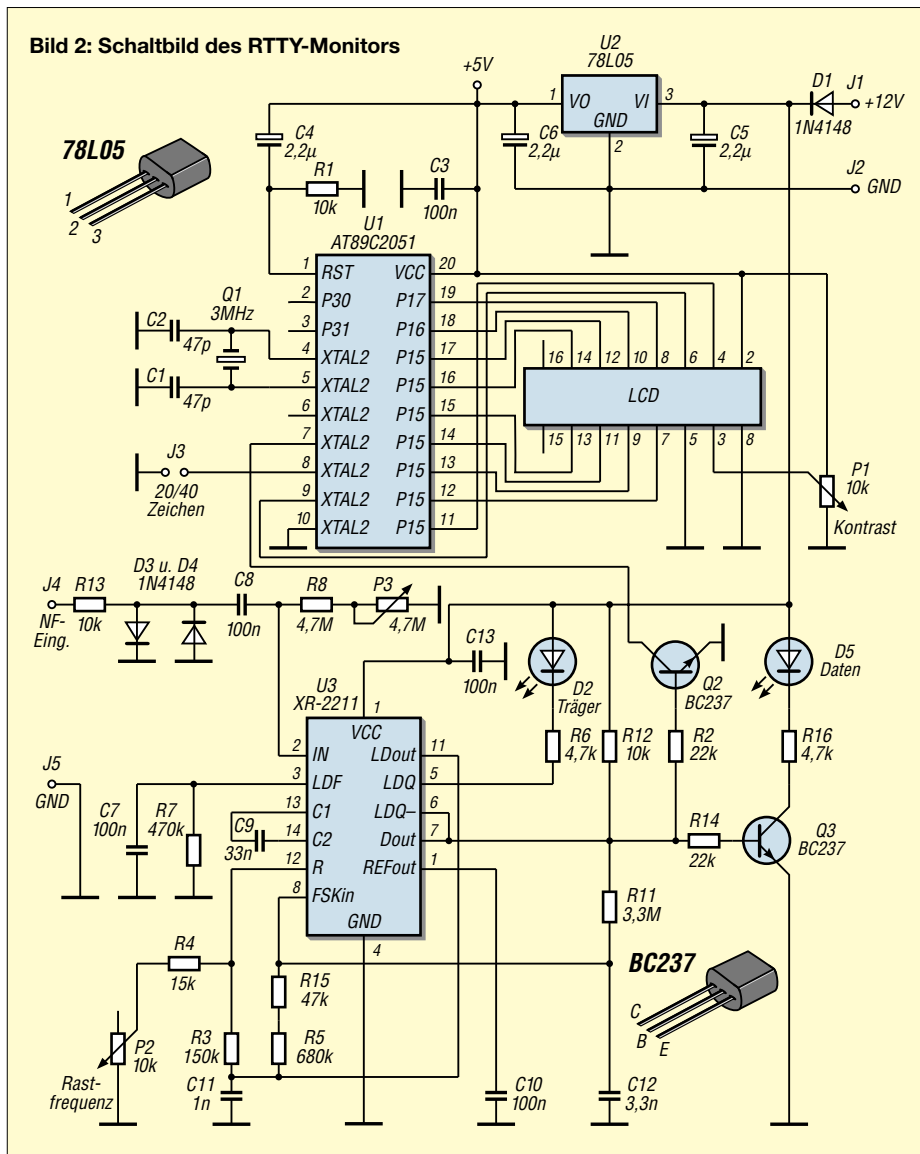 Bild 2: Schaltbild des RTTY-Monitors
+5V
U2
78L05
D1
J1
+12V
1N4148
1 VO VI 3
GND
2
C4
2,2µ
C6
2,2µ
C5
2,2µ
J2
GND
78L05
1
2
3
R1
10k
C3
100n
U1
AT89C2051
1 RST VCC 20
2 P30 P17 19
3 P31 P16 18
4 XTAL2 P15 17
5 XTAL2 P15 16
6 XTAL2 P15 15
7 XTAL2 P15 14
8 XTAL2 P15 13
9 XTAL2 P15 12
10 XTAL2 P15 11
Q1
3MHz
C2
47p
C1
47p
J3
20/40
Zeichen
16 14 12 10 8 6 4 2
LCD
15 13 11 9 7 5 3 8
P1
10k
Kontrast
D3 u. D4
1N4148
J4
NF-
Eing.
R13
10k
C8
100n
R8
4,7M
P3
4,7M
C13
100n
D2
Träger
Q2
BC237
D5
Daten
R6
4,7k
R12
10k
R2
22k
R16
4,7k
U3
XR-2211
1
VCC
2 IN LDout 11
3 LDF LDQ 5
13 C1 LDQ– 6
14 C2 Dout 7
12 R REFout 1
8 FSKin
GND
4
J5
GND
C7
100n
R7
470k
C9
33n
R14
22k
Q3
BC237
R11
3,3M
R4
15k
R15
47k
BC237
C
B
E
P2
10k
Rast-
frequenz
R3
150k
R5
680k
C11
1n
C10
100n
C12
3,3n